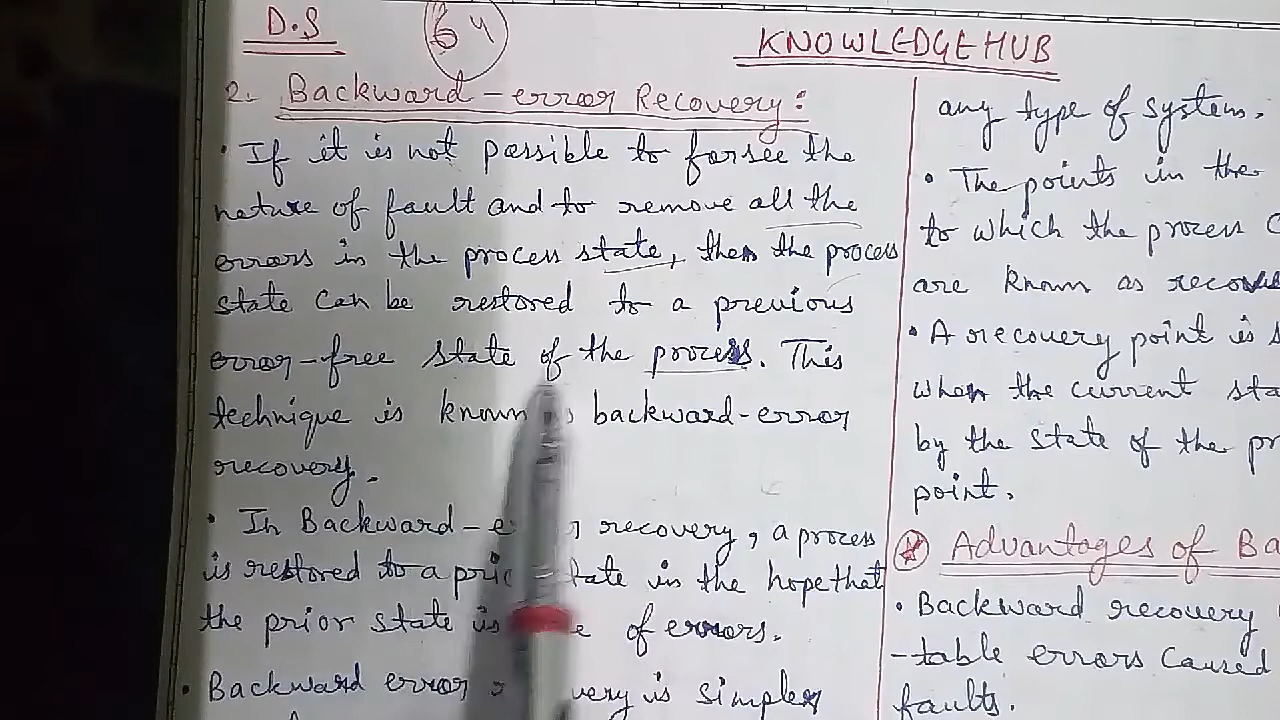 D.S
64
KNOWLEDGE HUB
2. Backward-error Recovery:
• If it is not possible to forsee the
nature of fault and to remove all the
errors in the process state, then the process
state can be restored to a previous
error-free state of the process. This
technique is known backward-error
recovery.
• In Backward- recovery, a process
is restored to a state in the hope that
the prior state is of errors.
• Backward error is simpler
any type of system.
• The points in the
to which the process
are known as
• A recovery point is
when the current
by the state of the
point.
Advantages of
• Backward recovery
-table errors caused
faults.